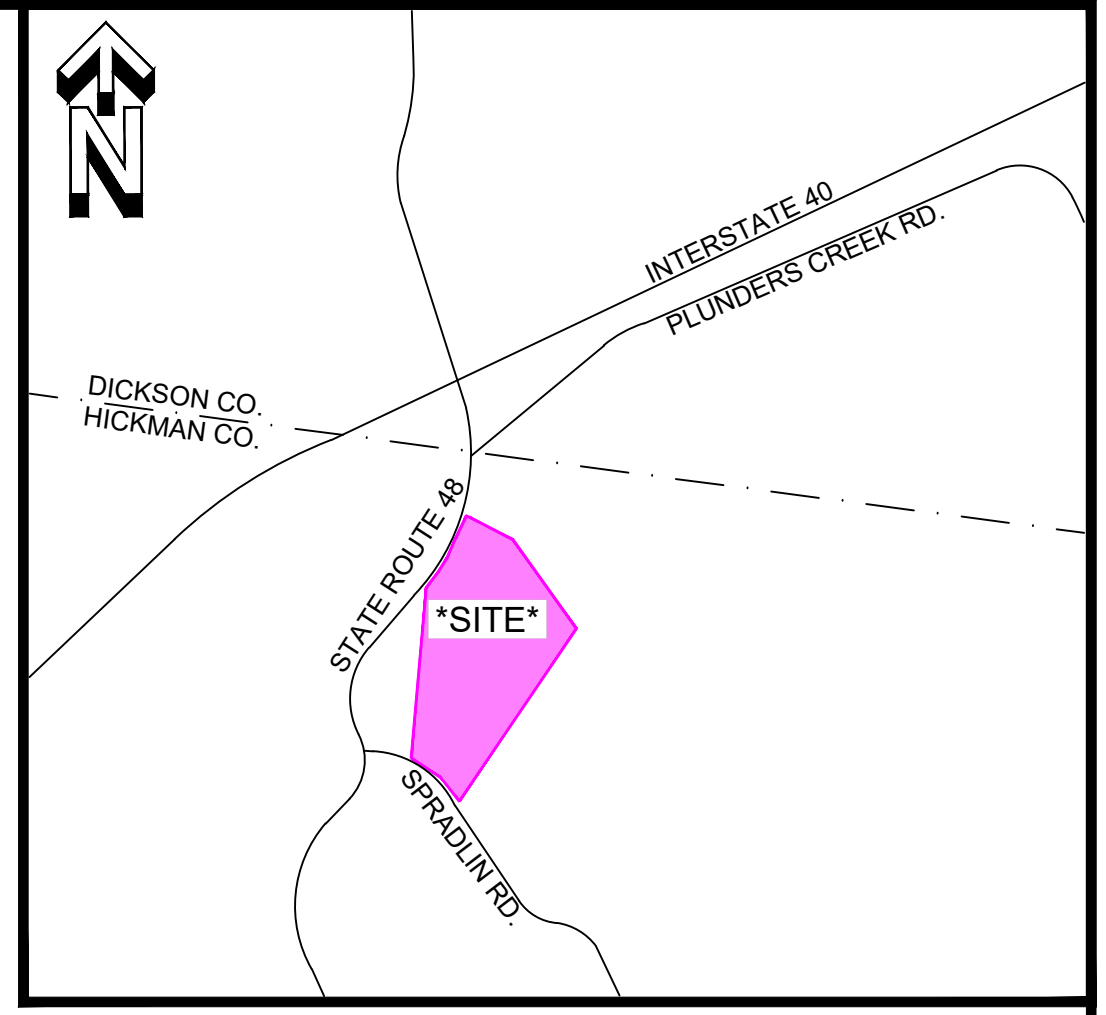 N
INTERSTATE 40
PLUNDERS CREEK RD.
DICKSON CO.
HICKMAN CO.
STATE ROUTE 48
*SITE*
SPRADLIN RD.